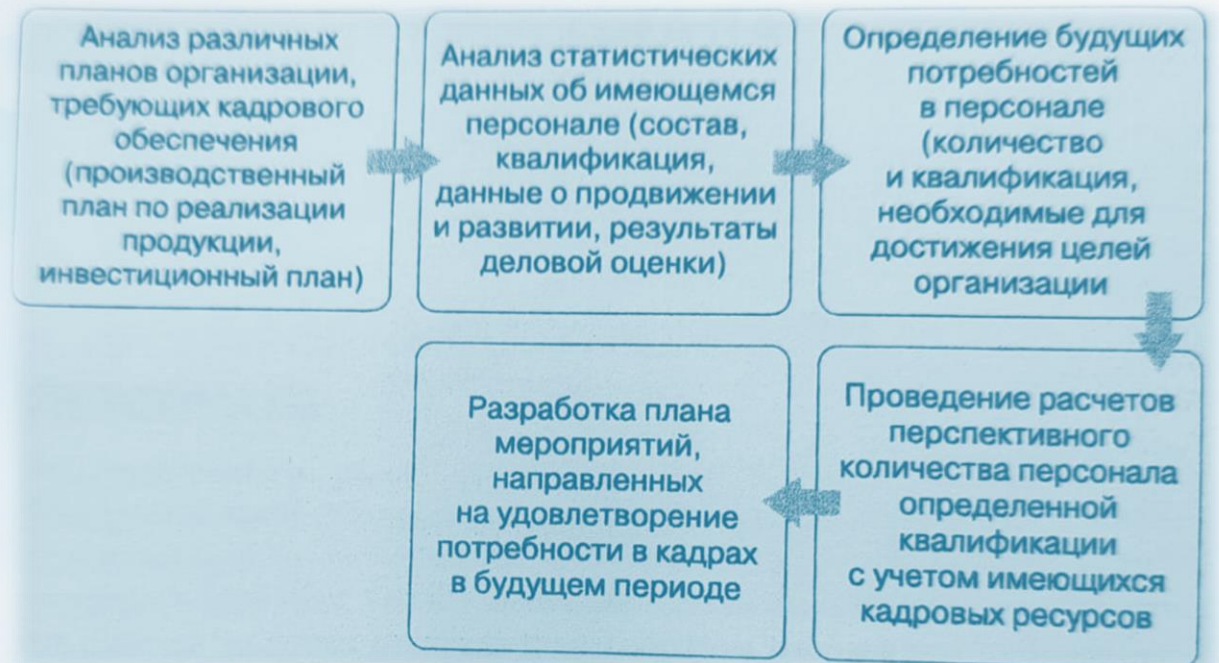 Анализ различных
планов организации,
требующих кадрового
обеспечения
(производственный
план по реализации
продукции,
инвестиционный план)
Анализ статистических
данных об имеющемся
персонале (состав,
квалификация,
данные о продвижении
и развитии, результаты
деловой оценки)
Определение будущих
потребностей
в персонале
(количество
и квалификация,
необходимые для
достижения целей
организации
Проведение расчетов
перспективного
количества персонала
определенной
квалификации
с учетом имеющихся
кадровых ресурсов
Разработка плана
мероприятий,
направленных
на удовлетворение
потребности в кадрах
в будущем периоде